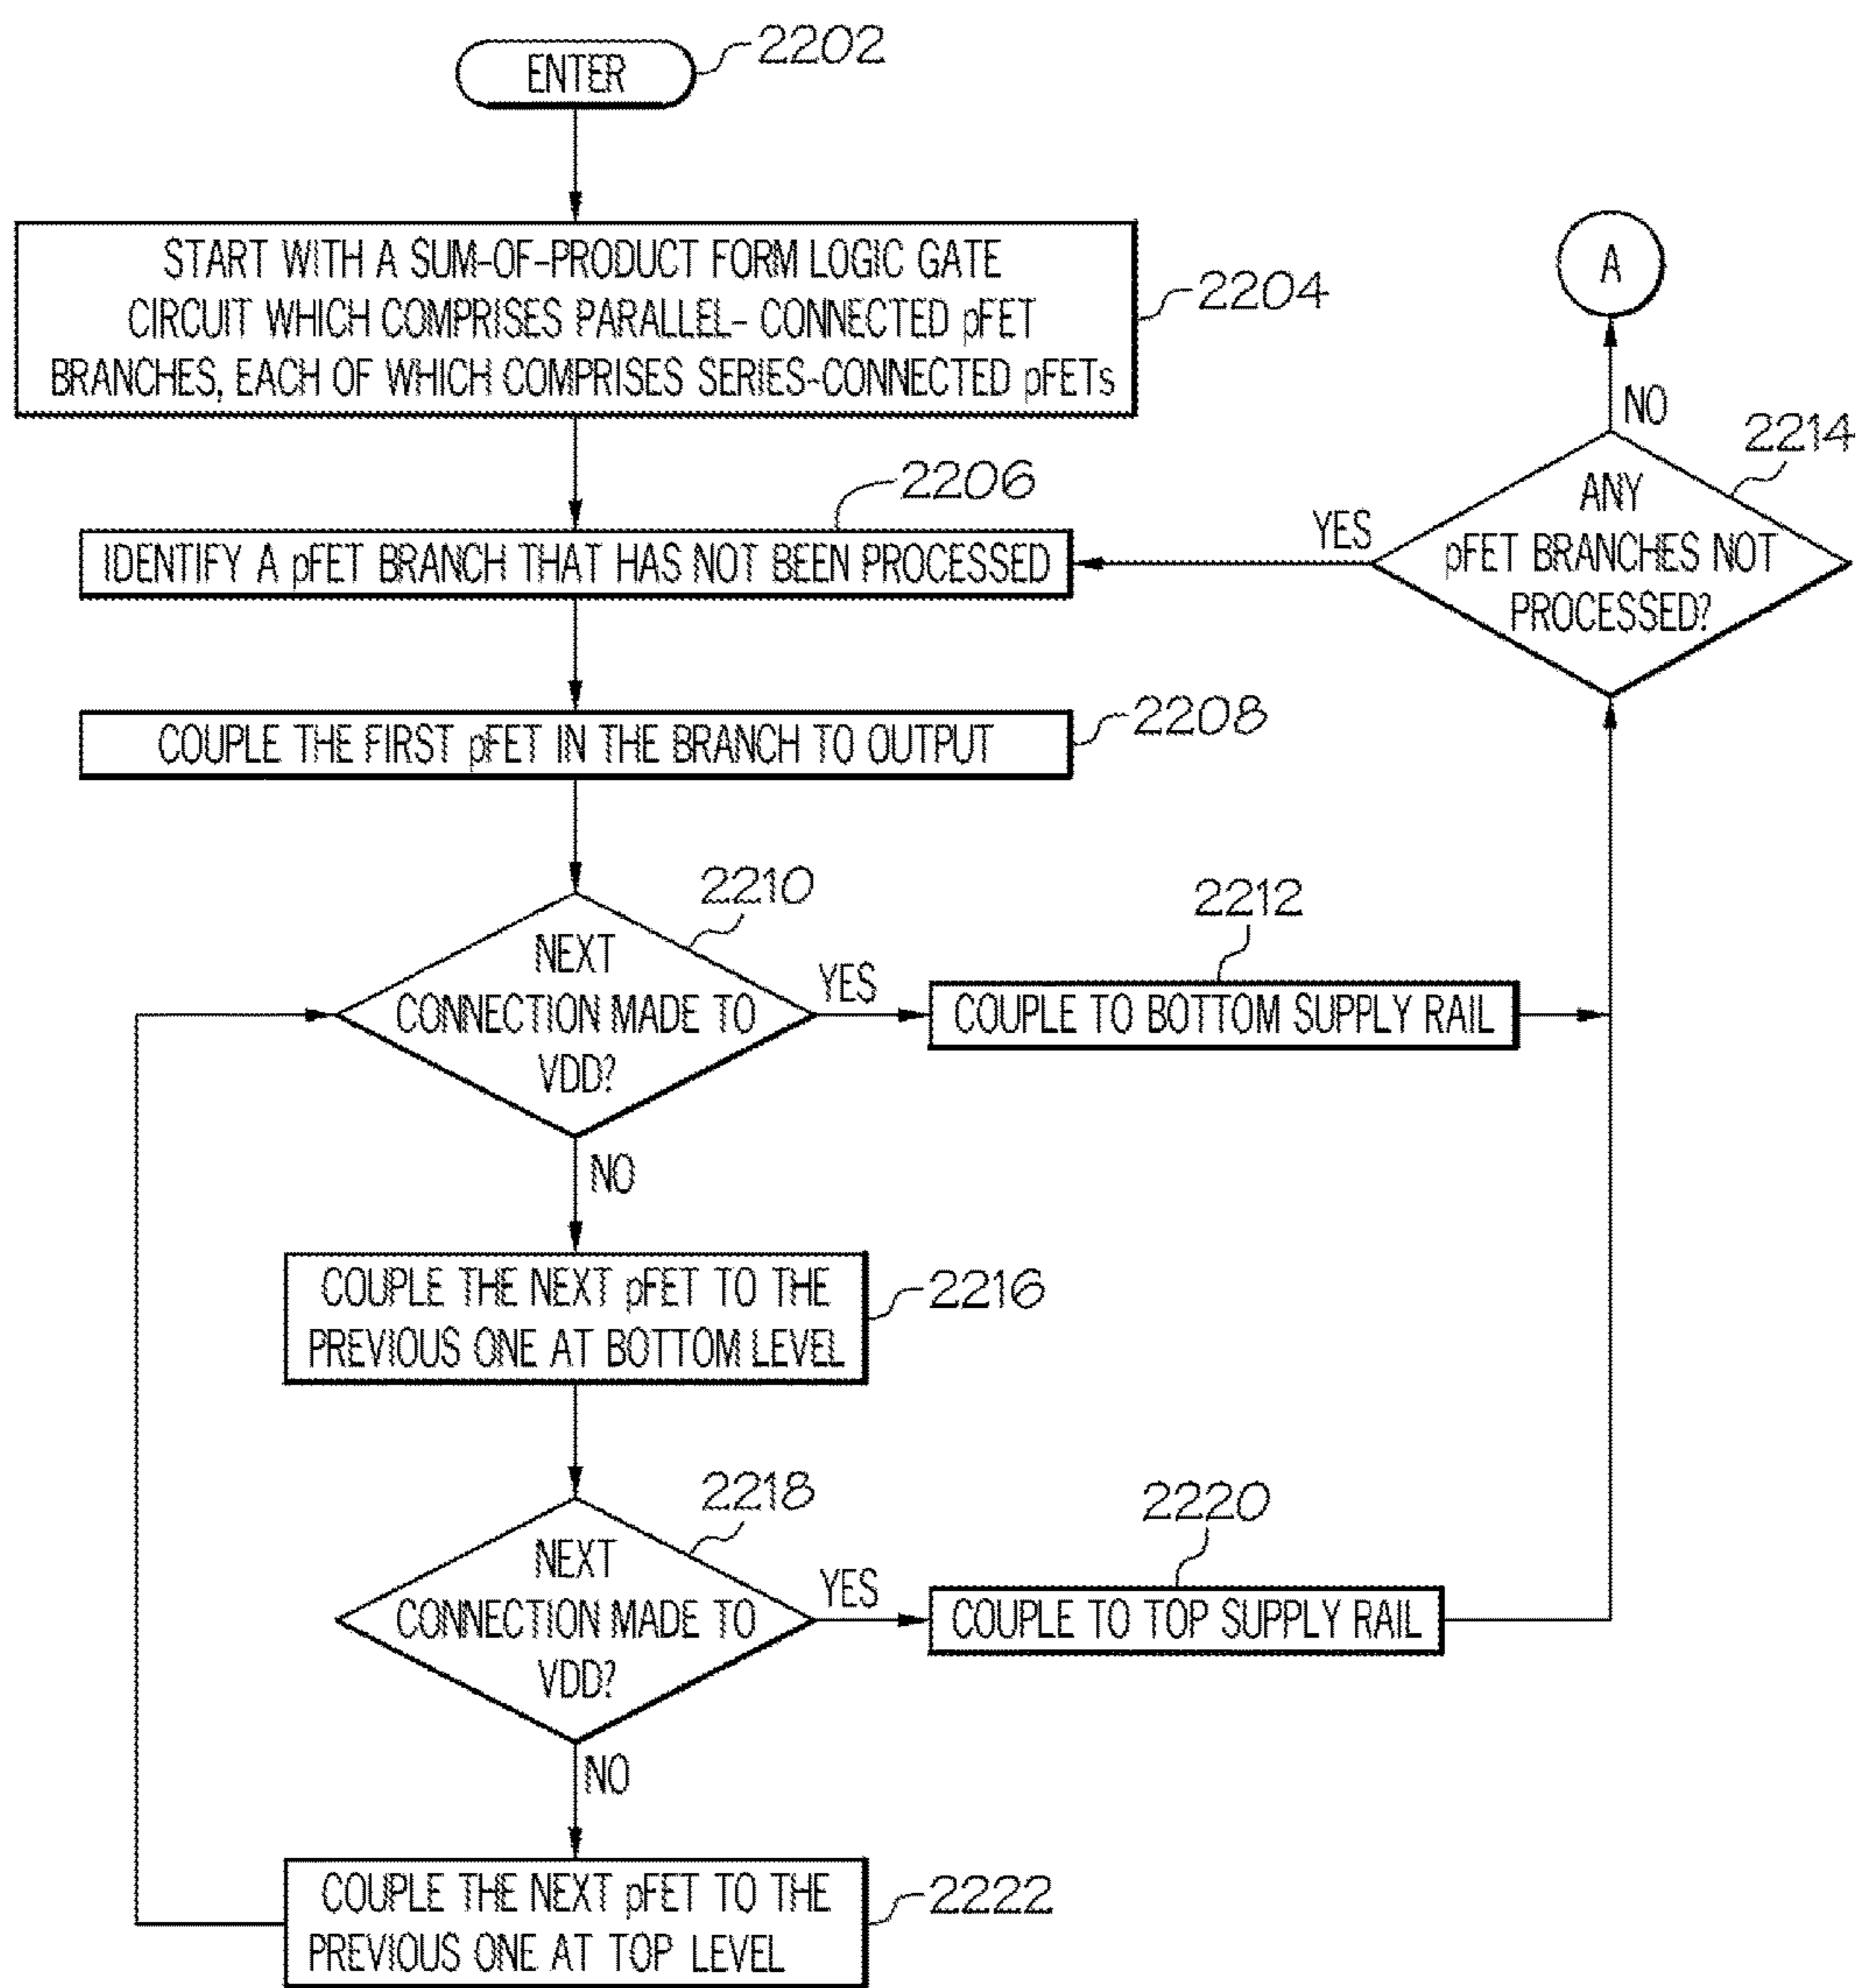 ENTER
2202
START WITH A SUM-OF-PRODUCT FORM LOGIC GATE
CIRCUIT WHICH COMPRISES PARALLEL- CONNECTED pFET
BRANCHES, EACH OF WHICH COMPRISES SERIES-CONNECTED pFETs
2204
A
NO
2214
ANY
pFET BRANCHES NOT
PROCESSED?
YES
2206
IDENTIFY A pFET BRANCH THAT HAS NOT BEEN PROCESSED
COUPLE THE FIRST pFET IN THE BRANCH TO OUTPUT
2208
2210
NEXT
CONNECTION MADE TO
VDD?
YES
2212
COUPLE TO BOTTOM SUPPLY RAIL
NO
COUPLE THE NEXT pFET TO THE
PREVIOUS ONE AT BOTTOM LEVEL
2216
2218
NEXT
CONNECTION MADE TO
VDD?
YES
2220
COUPLE TO TOP SUPPLY RAIL
NO
COUPLE THE NEXT pFET TO THE
PREVIOUS ONE AT TOP LEVEL
2222